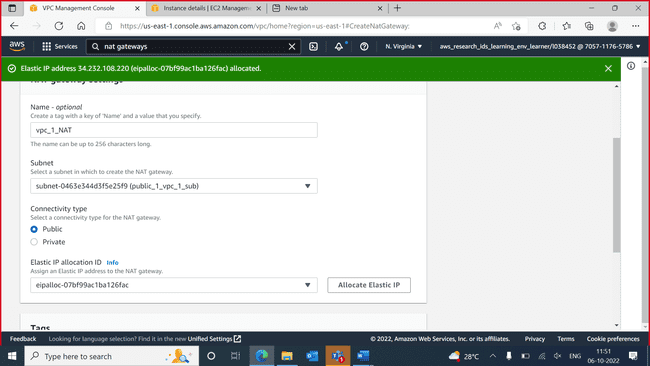 VPC Management Console
Instance details | EC2 Managem
New tab
https://us-east-1.console.aws.amazon.com/vpc/home?region=us-east-1#CreateNatGateway:
aws
Services
nat gateways
N. Virginia
aws_research_ids_learning_env_learner/l038452 @ 7057-1176-5786
Elastic IP address 34.232.108.220 (eipalloc-07bf99ac1ba126fac) allocated.
Name - optional
Create a tag with a key of 'Name' and a value that you specify.
vpc_1_NAT
The name can be up to 256 characters long.
Subnet
Select a subnet in which to create the NAT gateway.
subnet-0463e344d3f5e25f9 (public_1_vpc_1_sub)
Connectivity type
Select a connectivity type for the NAT gateway.
Public
Private
Elastic IP allocation ID Info
Assign an Elastic IP address to the NAT gateway.
eipalloc-07bf99ac1ba126fac
Allocate Elastic IP
Tags
Feedback
Looking for language selection? Find it in the new Unified Settings
© 2022, Amazon Web Services, Inc. or its affiliates.
Privacy
Terms
Cookie preferences
Type here to search
28°C
ENG
11:51
06-10-2022